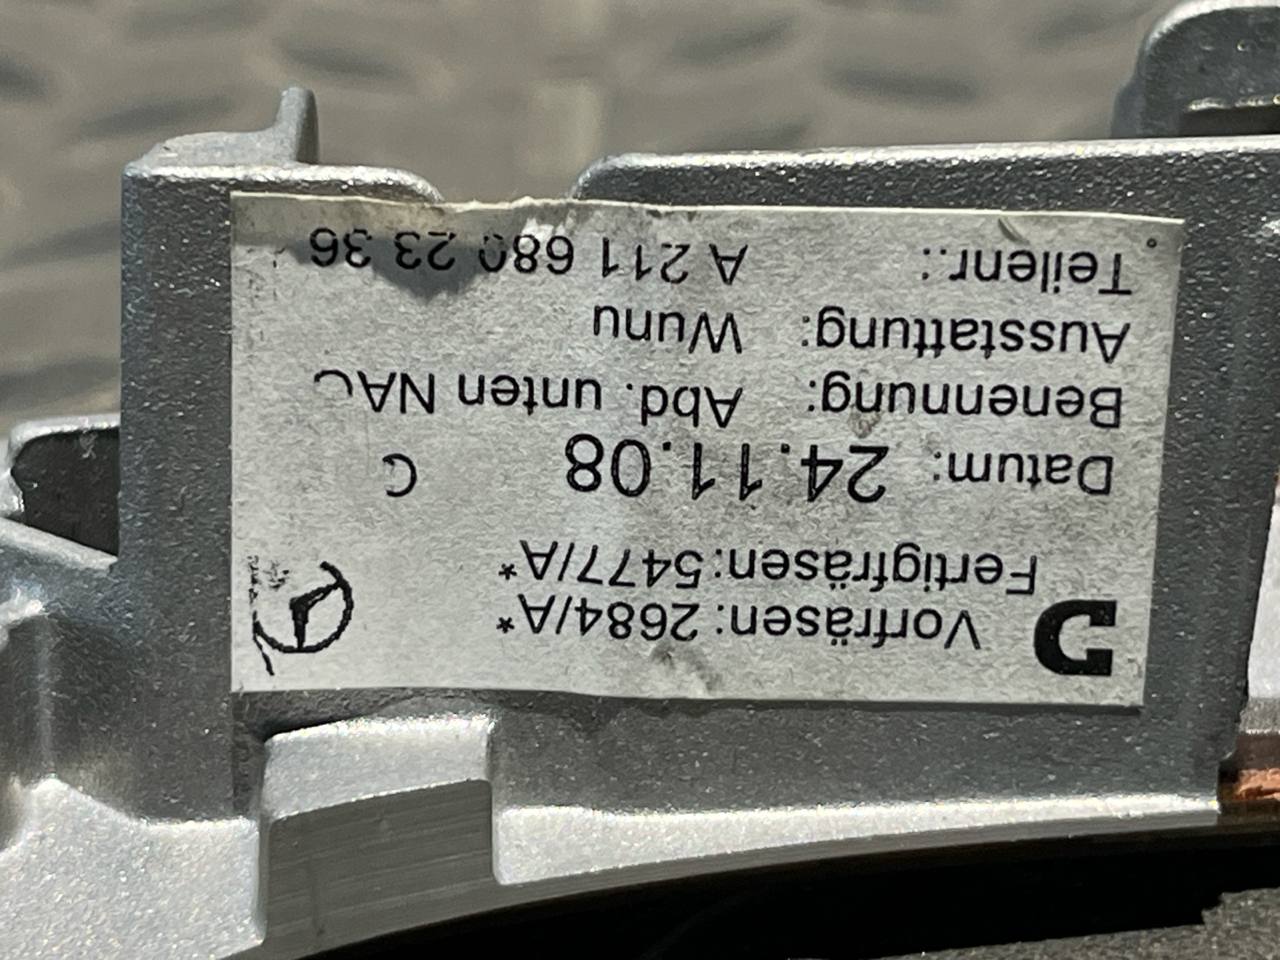 Vorfräsen: 2684/A*
Fertigfräsen: 5477/A*
Datum: 24.11.08 C
Benennung: Abd. unten NAC
Ausstattung: Wunu
Teilenr.: A 211 680 23 36